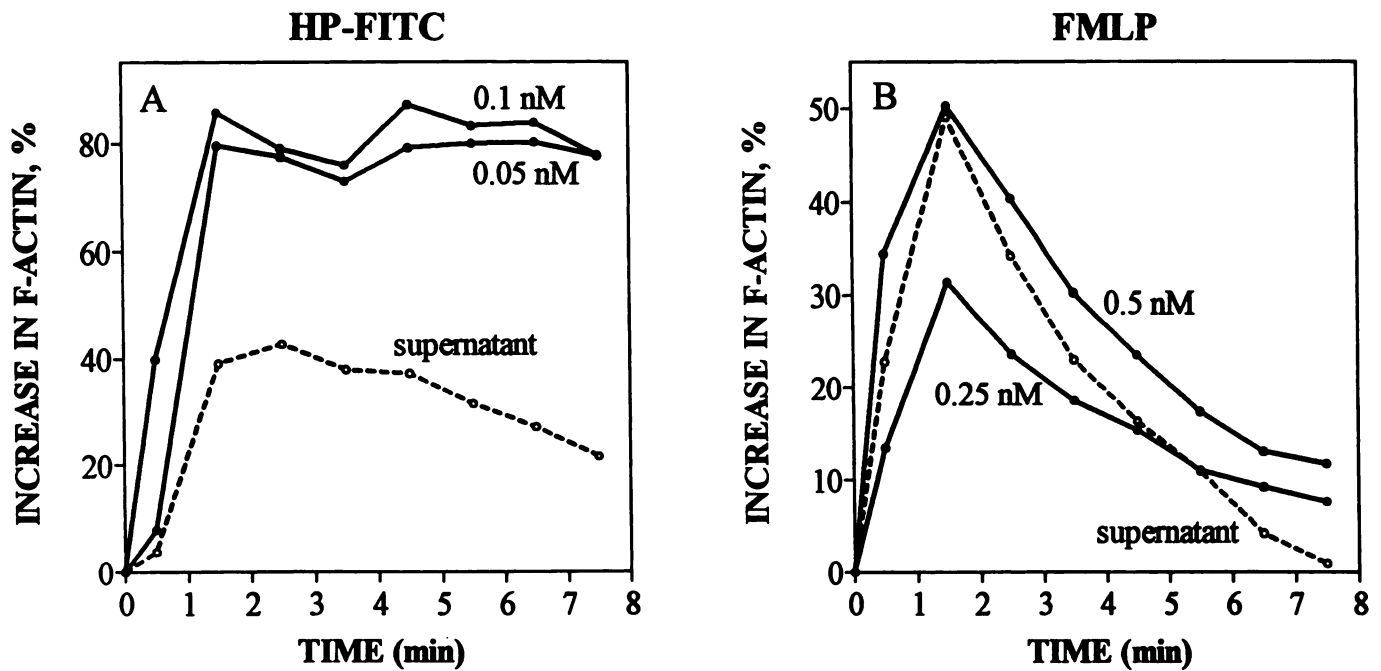 HP-FITC
A
0.1 nM
0.05 nM
supernatant
INCREASE IN F-ACTIN, %
80
60
40
20
0
0 1 2 3 4 5 6 7 8
TIME (min)
FMLP
B
0.5 nM
0.25 nM
supernatant
INCREASE IN F-ACTIN, %
50
40
30
20
10
0
0 1 2 3 4 5 6 7 8
TIME (min)